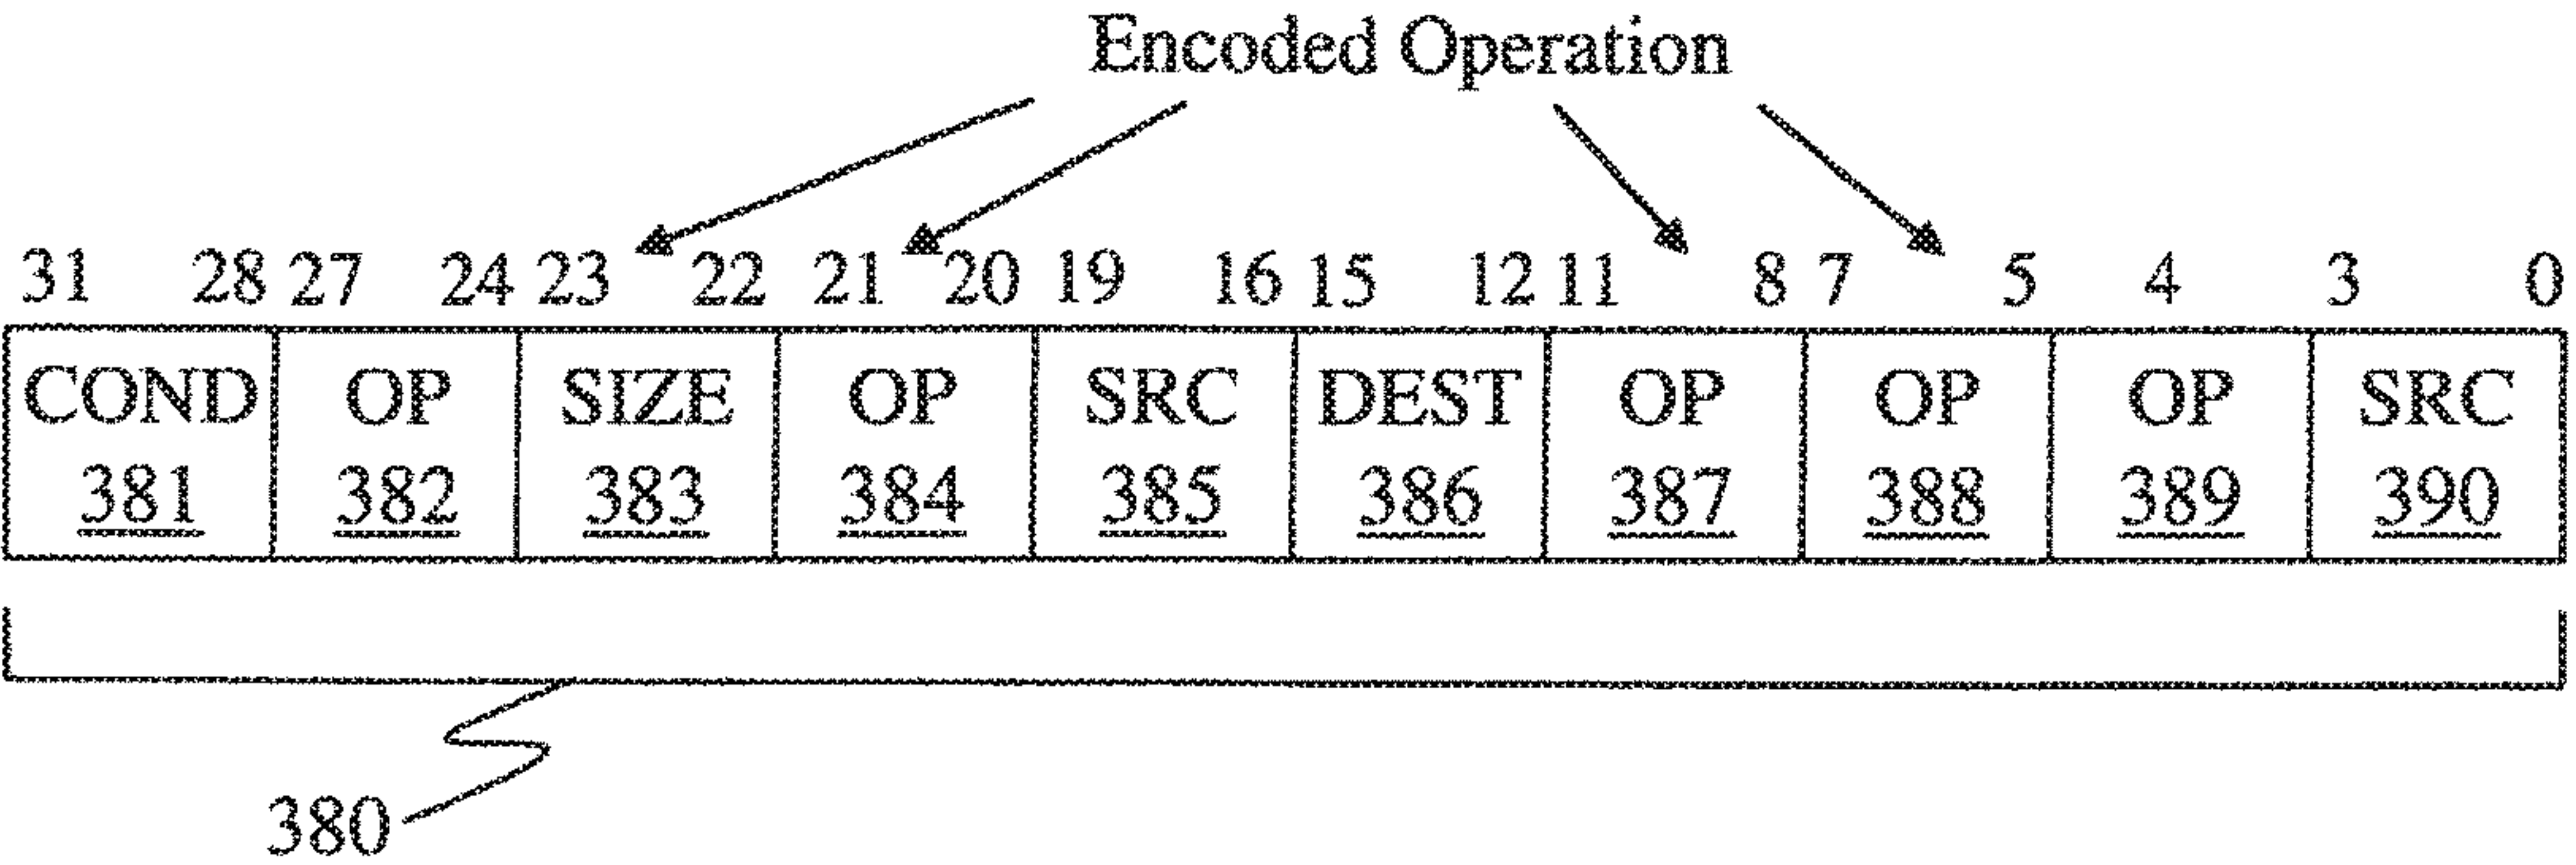 Encoded Operation
31 28 27 24 23 22 21 20 19 16 15 12 11 8 7 5 4 3 0
COND OP SIZE OP SRC DEST OP OP OP SRC
381 382 383 384 385 386 387 388 389 390
380